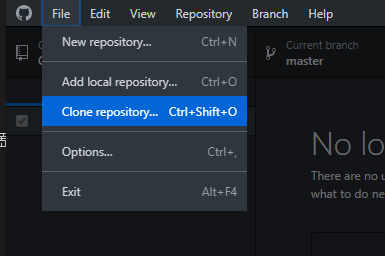 File Edit View Repository Branch Help
New repository... Ctrl+N
Current branch
master
Add local repository... Ctrl+O
Clone repository... Ctrl+Shift+O
No lo
There are no u
what to do ne
Options... Ctrl+,
Exit Alt+F4